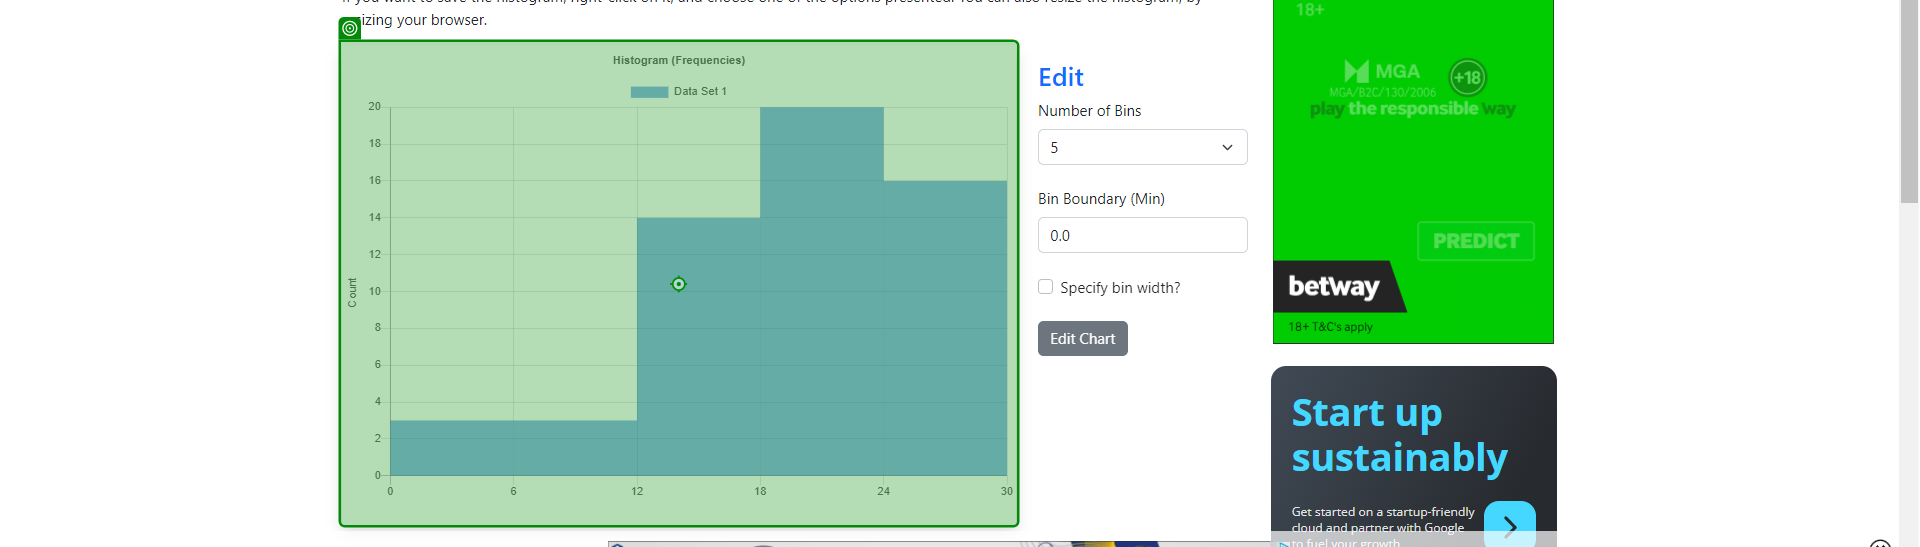 izing your browser.
Histogram (Frequencies)
Data Set 1
20
18
16
14
12
10
8
6
4
2
0
Count
0 6 12 18 24 30
Edit
Number of Bins
5
Bin Boundary (Min)
0.0
Specify bin width?
Edit Chart
18+
MGA
+18
MGA/B2C/130/2006
play the responsible way
PREDICT
betway
18+ T&C's apply
Start up
sustainably
Get started on a startup-friendly
cloud and partner with Google
to fuel your growth